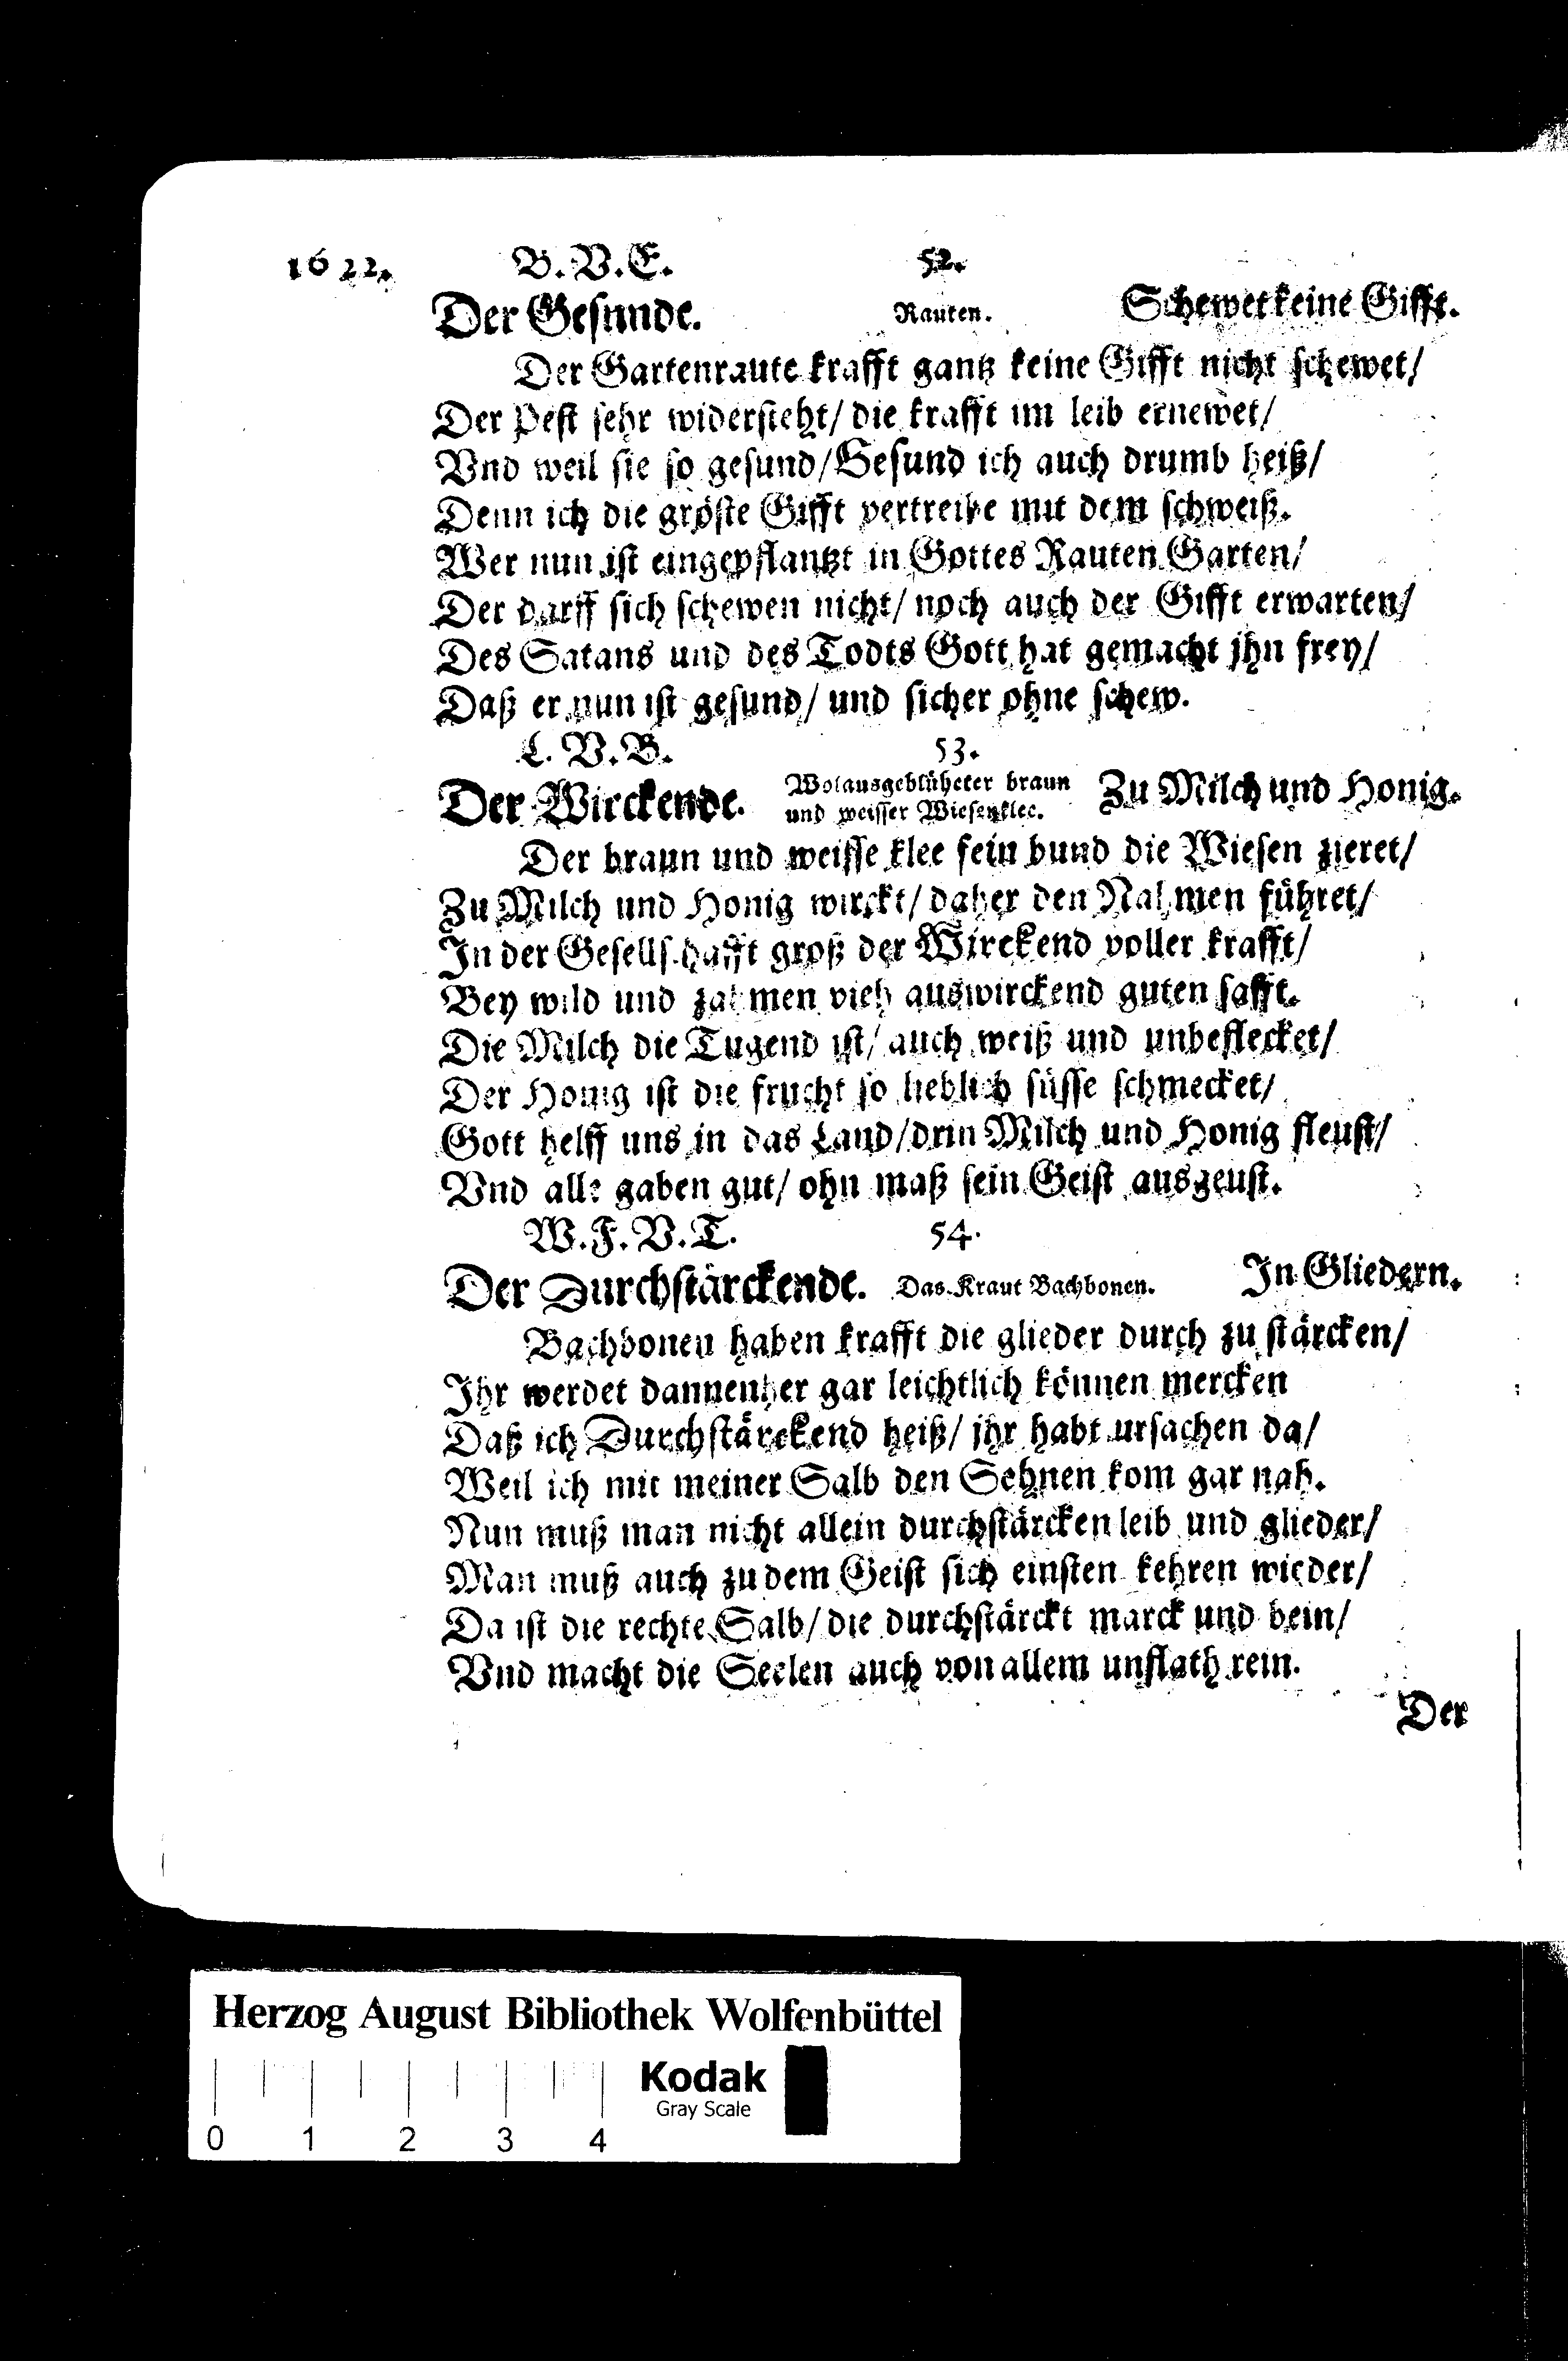 1622. B. V. E. 52.
Der Gesunde. Rauten. Schewet keine Gifft.
Der Gartenraute krafft gantz keine Gifft nicht schewet/
Der Pest sehr widersteht/ die krafft im leib ernewet/
Vnd weil sie so gesund/ Gesund ich auch drumb heiß/
Denn ich die gröste Gifft vertreibe mit dem schweiß.
Wer nun ist eingepflantzt in Gottes Rauten Garten/
Der darff sich schewen nicht/ noch auch der Gifft erwarten/
Des Satans und des Todts Gott hat gemacht jhn frey/
Daß er nun ist gesund/ und sicher ohne schew.
L. V. B. 53.
Der Wirckende. Wolausgeblüheter braun und weisser Wiesenklee. Zu Milch und Honig.
Der braun und weisse klee fein bund die Wiesen zieret/
Zu Milch und Honig wirckt/ daher den Nahmen führet/
In der Gesellschafft groß der Wirckend voller krafft/
Bey wild und zahmen vieh auswirckend guten safft.
Die Milch die Tugend ist/ auch weiß und unbeflecket/
Der Honig ist die frucht so lieblich süsse schmecket/
Gott helff uns in das Land/ drin Milch und Honig fleust/
Vnd alle gaben gut/ ohn maß sein Geist ausgeust.
W. F. V. T. 54.
Der Durchstärckende. Das Kraut Bachbonen. In Gliedern.
Bachbonen haben krafft die glieder durch zu stärcken/
Ihr werdet dannenher gar leichtlich können mercken
Daß ich Durchstärckend heiß/ jhr habt ursachen da/
Weil ich mit meiner Salb den Sehnen kom gar nah.
Nun muß man nicht allein durchstärcken leib und glieder/
Man muß auch zu dem Geist sich einsten kehren wieder/
Da ist die rechte Salb/ die durchstärckt marck und bein/
Vnd macht die Seelen auch von allem unflath rein.
Der
Herzog August Bibliothek Wolfenbüttel
Kodak
Gray Scale
0 1 2 3 4